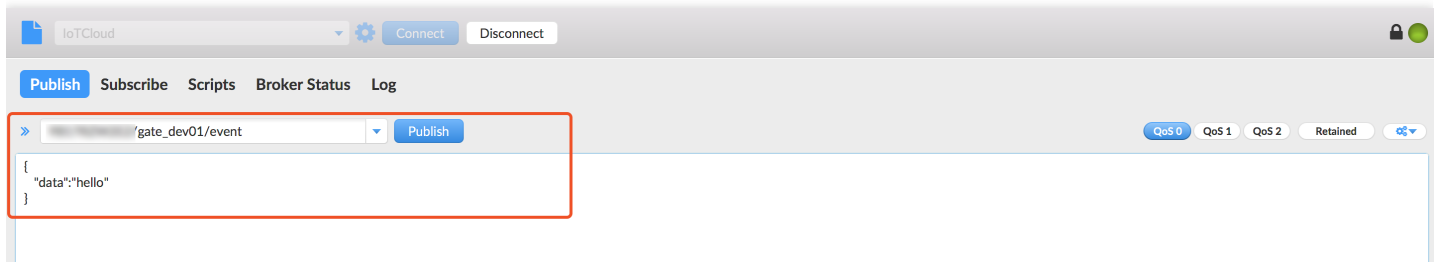 IoTCloud Connect Disconnect
Publish Subscribe Scripts Broker Status Log
/gate_dev01/event Publish QoS 0 QoS 1 QoS 2 Retained
{
"data":"hello"
}